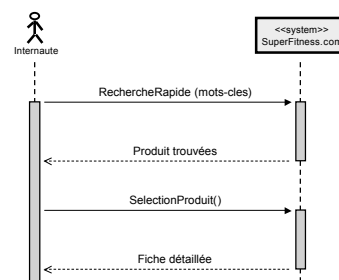 <<system>>
Internaute
SuperFitness.com
RechercheRapide (mots-cles)
Produit trouvées
SelectionProduit()
Fiche détaillée